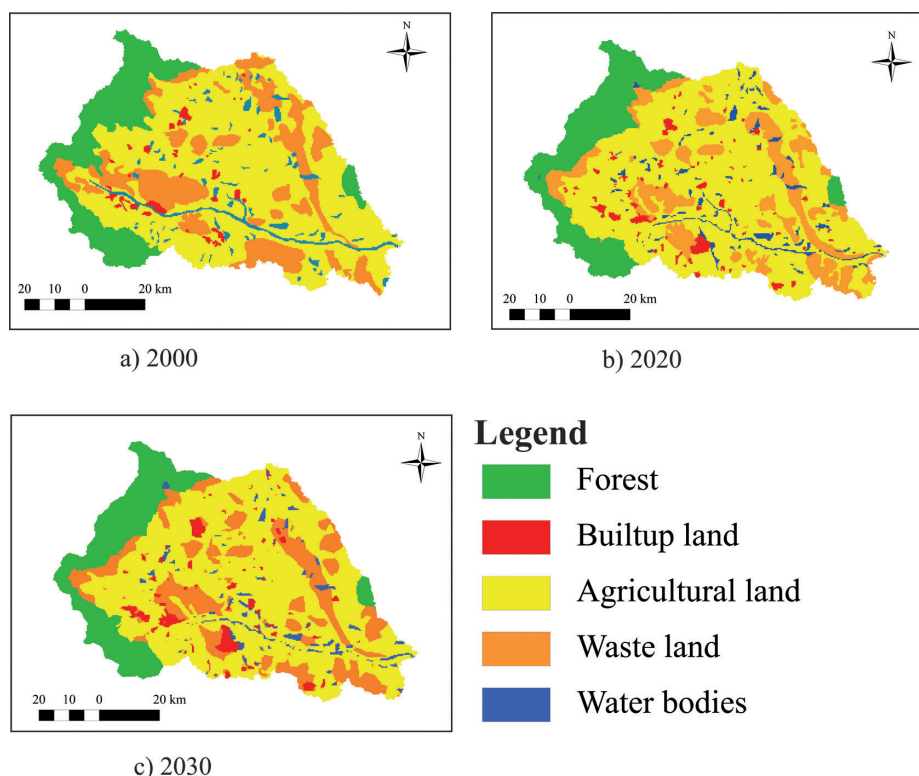 N
20 10 0 20 km
a) 2000
N
20 10 0 20 km
b) 2020
N
20 10 0 20 km
c) 2030
Legend
Forest
Builtup land
Agricultural land
Waste land
Water bodies